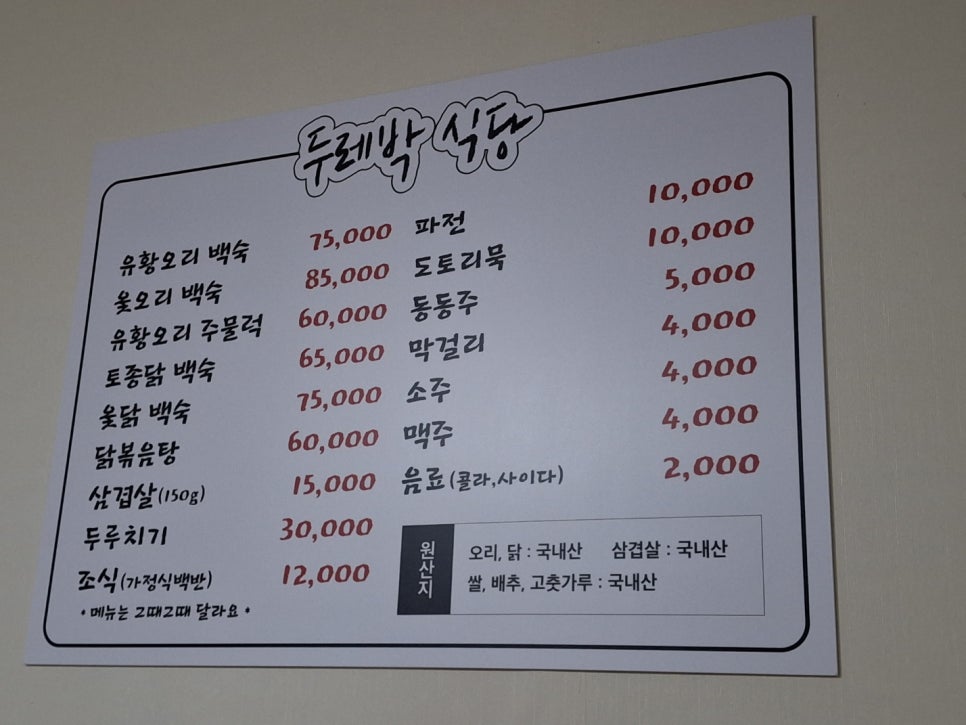 두레박 식당
유황오리 백숙 75,000
옻오리 백숙 85,000
유황오리 주물럭 60,000
토종닭 백숙 65,000
옻닭 백숙 75,000
닭볶음탕 60,000
삼겹살(150g) 15,000
두루치기 30,000
조식(가정식백반) 12,000
• 메뉴는 그때그때 달라요 •
파전 10,000
도토리묵 10,000
동동주 5,000
막걸리 4,000
소주 4,000
맥주 4,000
음료(콜라,사이다) 2,000
원산지
오리, 닭 : 국내산 삼겹살 : 국내산
쌀, 배추, 고춧가루 : 국내산